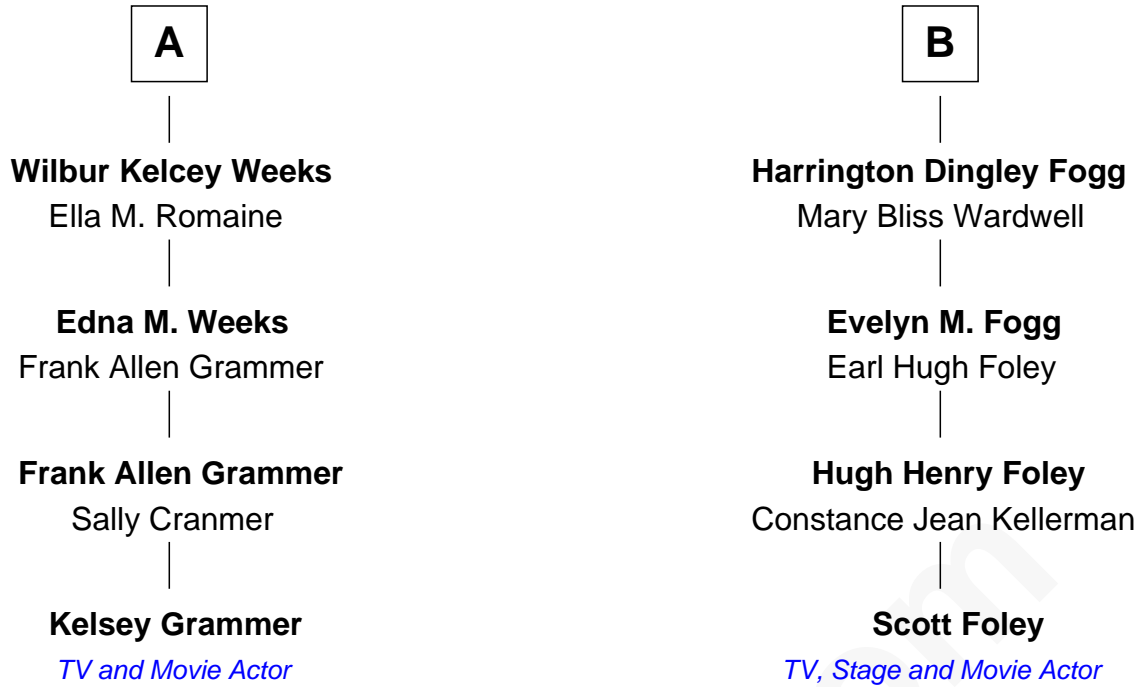 A
Wilbur Kelcey Weeks
Ella M. Romaine
Edna M. Weeks
Frank Allen Grammer
Frank Allen Grammer
Sally Cranmer
Kelsey Grammer
TV and Movie Actor
B
Harrington Dingley Fogg
Mary Bliss Wardwell
Evelyn M. Fogg
Earl Hugh Foley
Hugh Henry Foley
Constance Jean Kellerman
Scott Foley
TV, Stage and Movie Actor